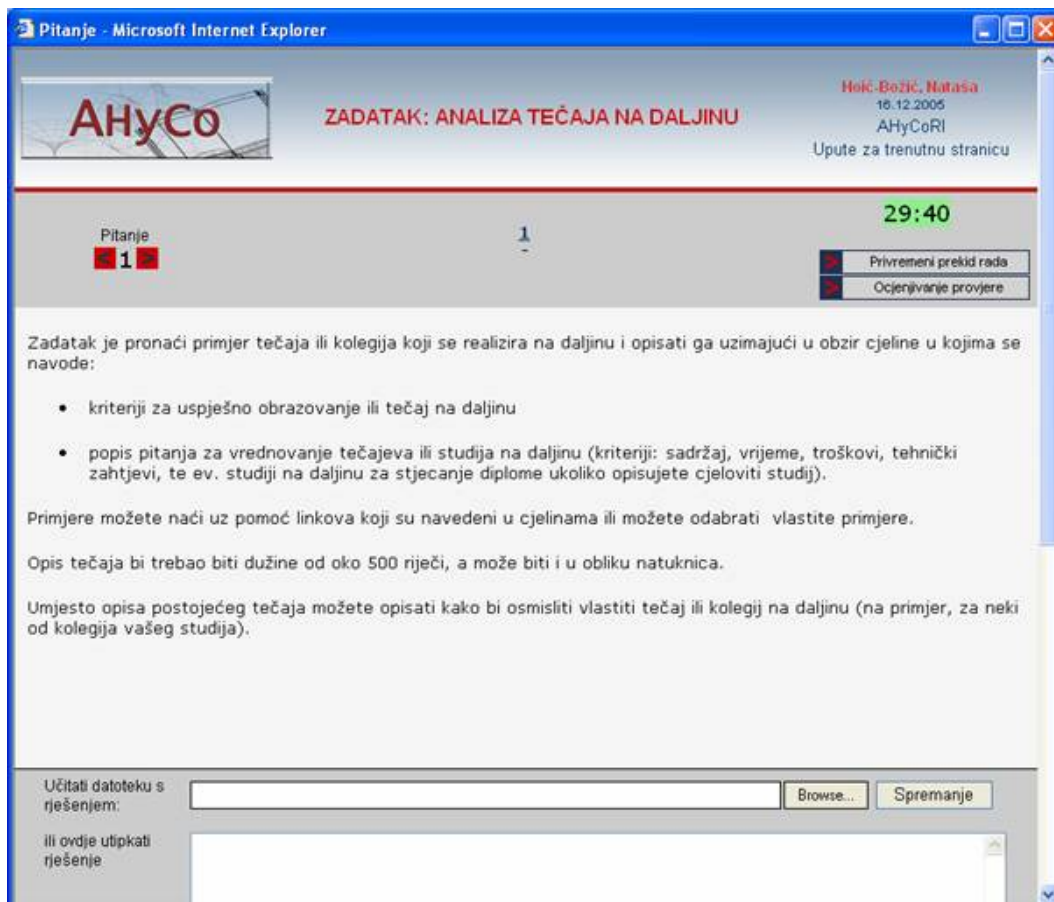 Pitanje - Microsoft Internet Explorer
AHyCo
ZADATAK: ANALIZA TEČAJA NA DALJINU
Hoić-Božić, Nataša
16.12.2005
AHyCoRI
Upute za trenutnu stranicu
29:40
Pitanje
< 1 >
1
-
> Privremeni prekid rada
> Ocjenjivanje provjere
Zadatak je pronaći primjer tečaja ili kolegija koji se realizira na daljinu i opisati ga uzimajući u obzir cjeline u kojima se
navode:
• kriteriji za uspješno obrazovanje ili tečaj na daljinu
• popis pitanja za vrednovanje tečajeva ili studija na daljinu (kriteriji: sadržaj, vrijeme, troškovi, tehnički
zahtjevi, te ev. studiji na daljinu za stjecanje diplome ukoliko opisujete cjeloviti studij).
Primjere možete naći uz pomoć linkova koji su navedeni u cjelinama ili možete odabrati vlastite primjere.
Opis tečaja bi trebao biti dužine od oko 500 riječi, a može biti i u obliku natuknica.
Umjesto opisa postojećeg tečaja možete opisati kako bi osmisliti vlastiti tečaj ili kolegij na daljinu (na primjer, za neki
od kolegija vašeg studija).
Učitati datoteku s
rješenjem:
Browse...
Spremanje
ili ovdje utipkati
rješenje